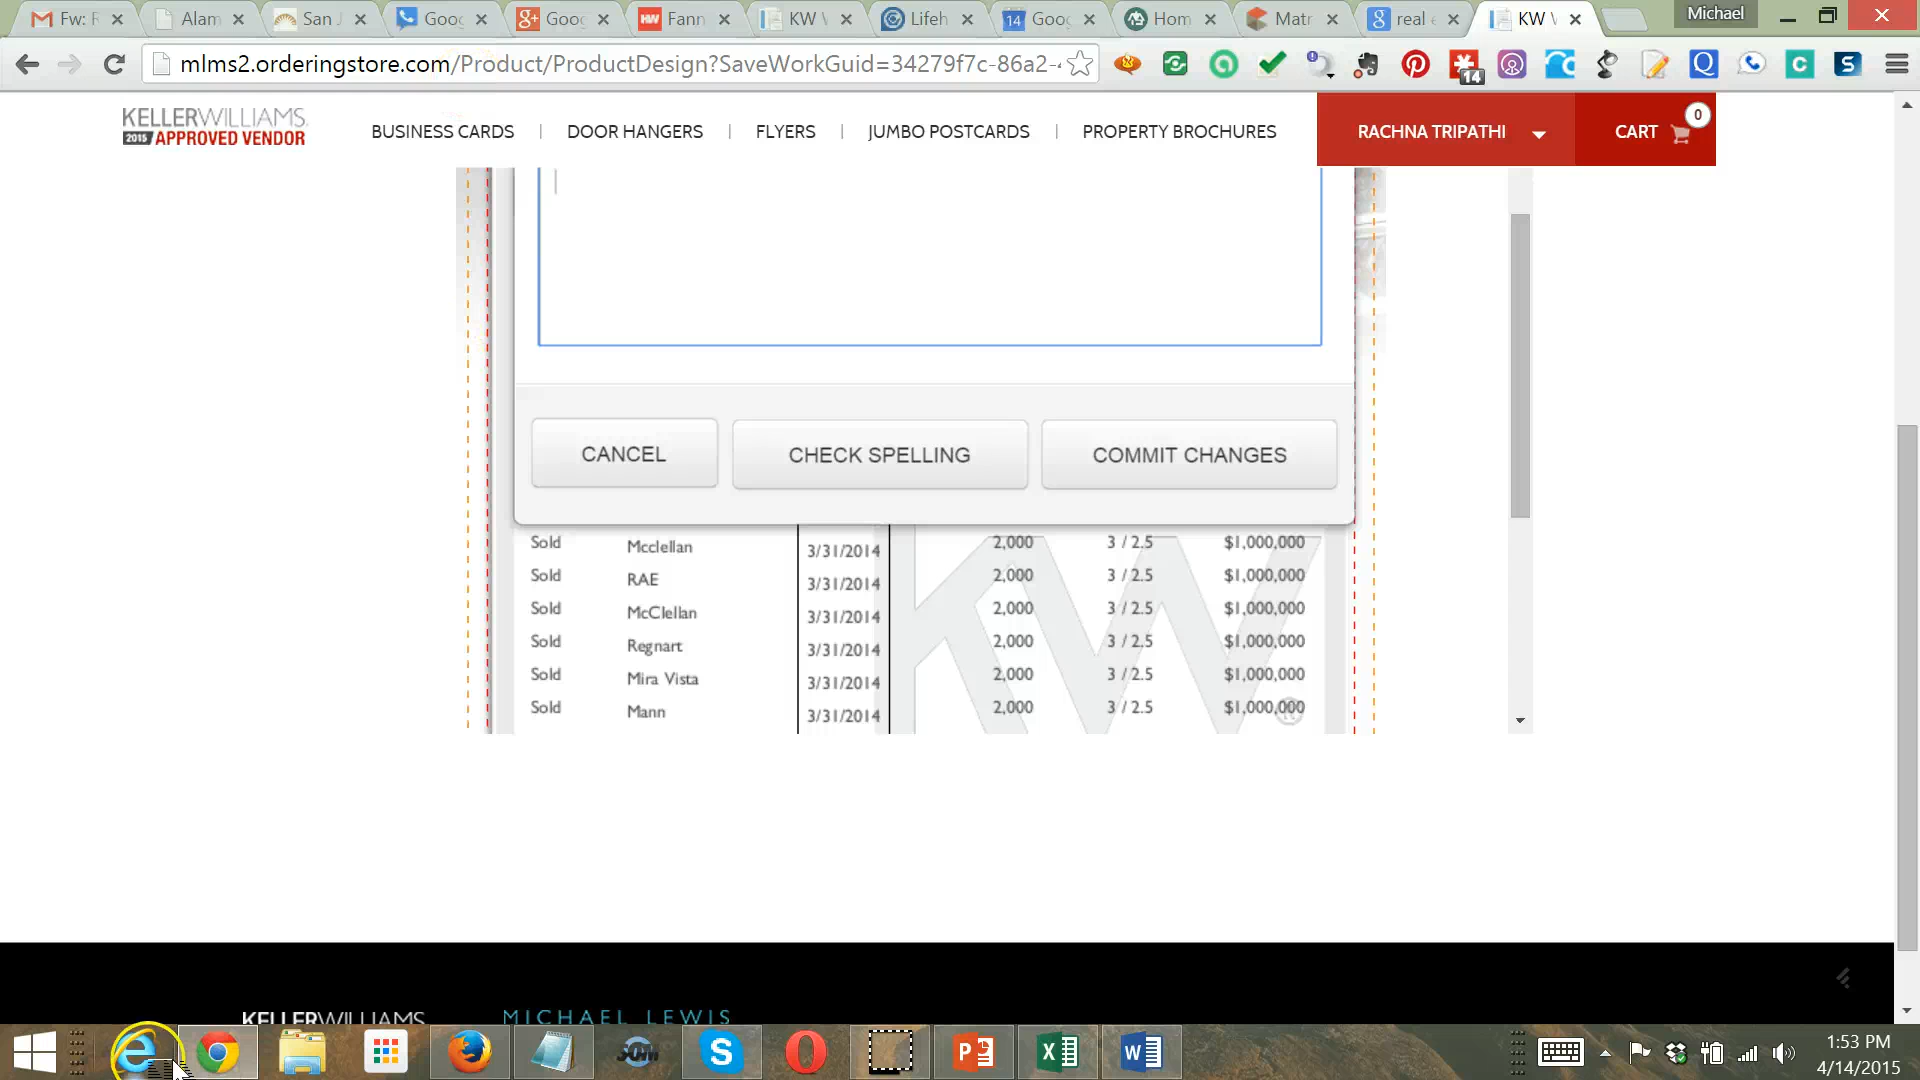 Fw: R
Alam
San J
Goog
Goog
Fann
KW V
Lifeh
14
Goog
Hom
Matr
real e
KW V
Michael
mlms2.orderingstore.com/Product/ProductDesign?SaveWorkGuid=34279f7c-86a2-
14
KELLERWILLIAMS.
2015 APPROVED VENDOR
BUSINESS CARDS | DOOR HANGERS | FLYERS | JUMBO POSTCARDS | PROPERTY BROCHURES
RACHNA TRIPATHI
CART
0
CANCEL
CHECK SPELLING
COMMIT CHANGES
Sold Mcclellan 3/31/2014 2,000 3 / 2.5 $1,000,000
Sold RAE 3/31/2014 2,000 3 / 2.5 $1,000,000
Sold McClellan 3/31/2014 2,000 3 / 2.5 $1,000,000
Sold Regnart 3/31/2014 2,000 3 / 2.5 $1,000,000
Sold Mira Vista 3/31/2014 2,000 3 / 2.5 $1,000,000
Sold Mann 3/31/2014 2,000 3 / 2.5 $1,000,000
KW
KELLERWILLIAMS
MICHAEL LEWIS
SOM
1:53 PM
4/14/2015